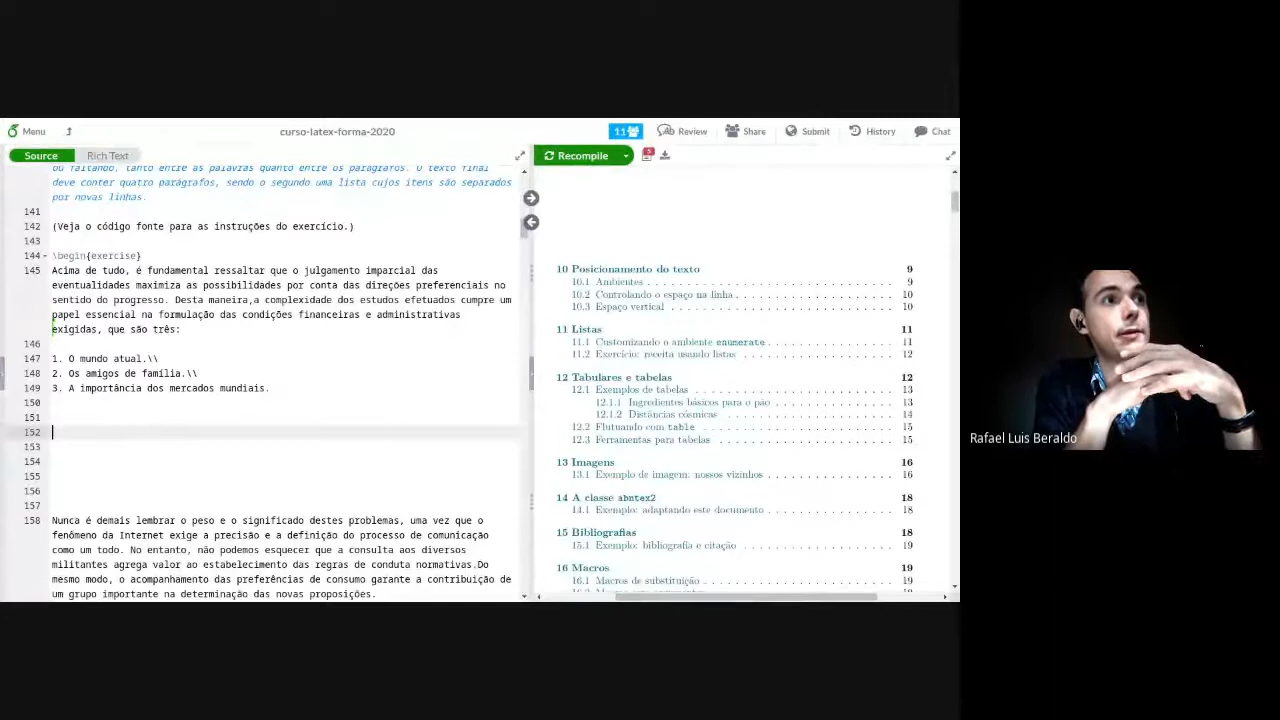 Menu
curso-latex-forma-2020
11
Review
Share
Submit
History
Chat
Source
Rich Text
Recompile
5
ou faltando, tanto entre as palavras quanto entre os parágrafos. O texto final
deve conter quatro parágrafos, sendo o segundo uma lista cujos itens são separados
por novas linhas.
141
142 (Veja o código fonte para as instruções do exercício.)
143
144 \begin{exercise}
145 Acima de tudo, é fundamental ressaltar que o julgamento imparcial das
eventualidades maximiza as possibilidades por conta das direções preferenciais no
sentido do progresso. Desta maneira,a complexidade dos estudos efetuados cumpre um
papel essencial na formulação das condições financeiras e administrativas
exigidas, que são três:
146
147 1. O mundo atual.\\
148 2. Os amigos de família.\\
149 3. A importância dos mercados mundiais.
150
151
152
153
154
155
156
157
158 Nunca é demais lembrar o peso e o significado destes problemas, uma vez que o
fenômeno da Internet exige a precisão e a definição do processo de comunicação
como um todo. No entanto, não podemos esquecer que a consulta aos diversos
militantes agrega valor ao estabelecimento das regras de conduta normativas.Do
mesmo modo, o acompanhamento das preferências de consumo garante a contribuição de
um grupo importante na determinação das novas proposições.
10 Posicionamento do texto 9
10.1 Ambientes . . . . . . . . . . 9
10.2 Controlando o espaço na linha . . . . . . . . . . 10
10.3 Espaço vertical . . . . . . . . . . 10
11 Listas 11
11.1 Customizando o ambiente enumerate . . . . . . . . . . 11
11.2 Exercício: receita usando listas . . . . . . . . . . 12
12 Tabulares e tabelas 12
12.1 Exemplos de tabelas . . . . . . . . . . 13
12.1.1 Ingredientes básicos para o pão . . . . . . . . . . 13
12.1.2 Distâncias cósmicas . . . . . . . . . . 14
12.2 Flutuando com table . . . . . . . . . . 15
12.3 Ferramentas para tabelas . . . . . . . . . . 15
13 Imagens 16
13.1 Exemplo de imagem: nossos vizinhos . . . . . . . . . . 16
14 A classe abntex2 18
14.1 Exemplo: adaptando este documento . . . . . . . . . . 18
15 Bibliografias 18
15.1 Exemplo: bibliografia e citação . . . . . . . . . . 19
16 Macros 19
16.1 Macros de substituição . . . . . . . . . . 19
Rafael Luis Beraldo